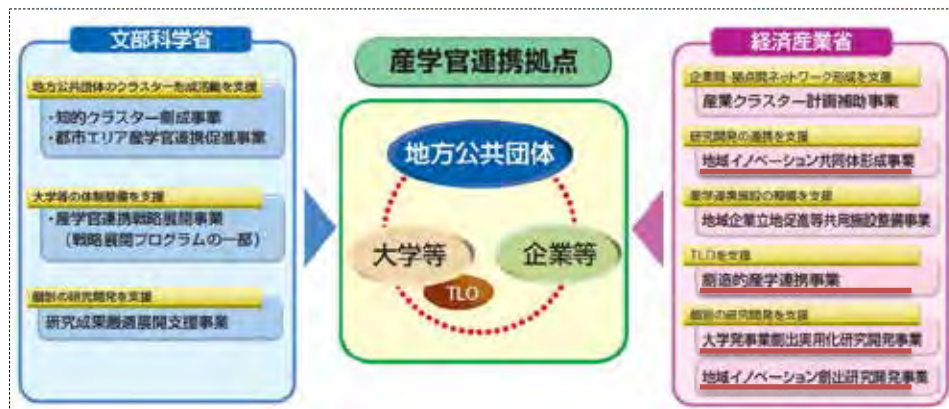 文部科学省
地方公共団体のクラスター形成活動を支援
・知的クラスター創成事業
・都市エリア産学官連携促進事業
大学等の体制整備を支援
・産学官連携戦略展開事業
(戦略展開プログラムの一部)
個別の研究開発を支援
研究成果最適展開支援事業
産学官連携拠点
地方公共団体
大学等
企業等
TLO
経済産業省
企業間・拠点間ネットワーク形成を支援
産業クラスター計画補助事業
研究開発の連携を支援
地域イノベーション共同体形成事業
産学連携施設の整備を支援
地域企業立地促進等共用施設整備事業
TLOを支援
創造的産学連携事業
個別の研究開発を支援
大学発事業創出実用化研究開発事業
地域イノベーション創出研究開発事業